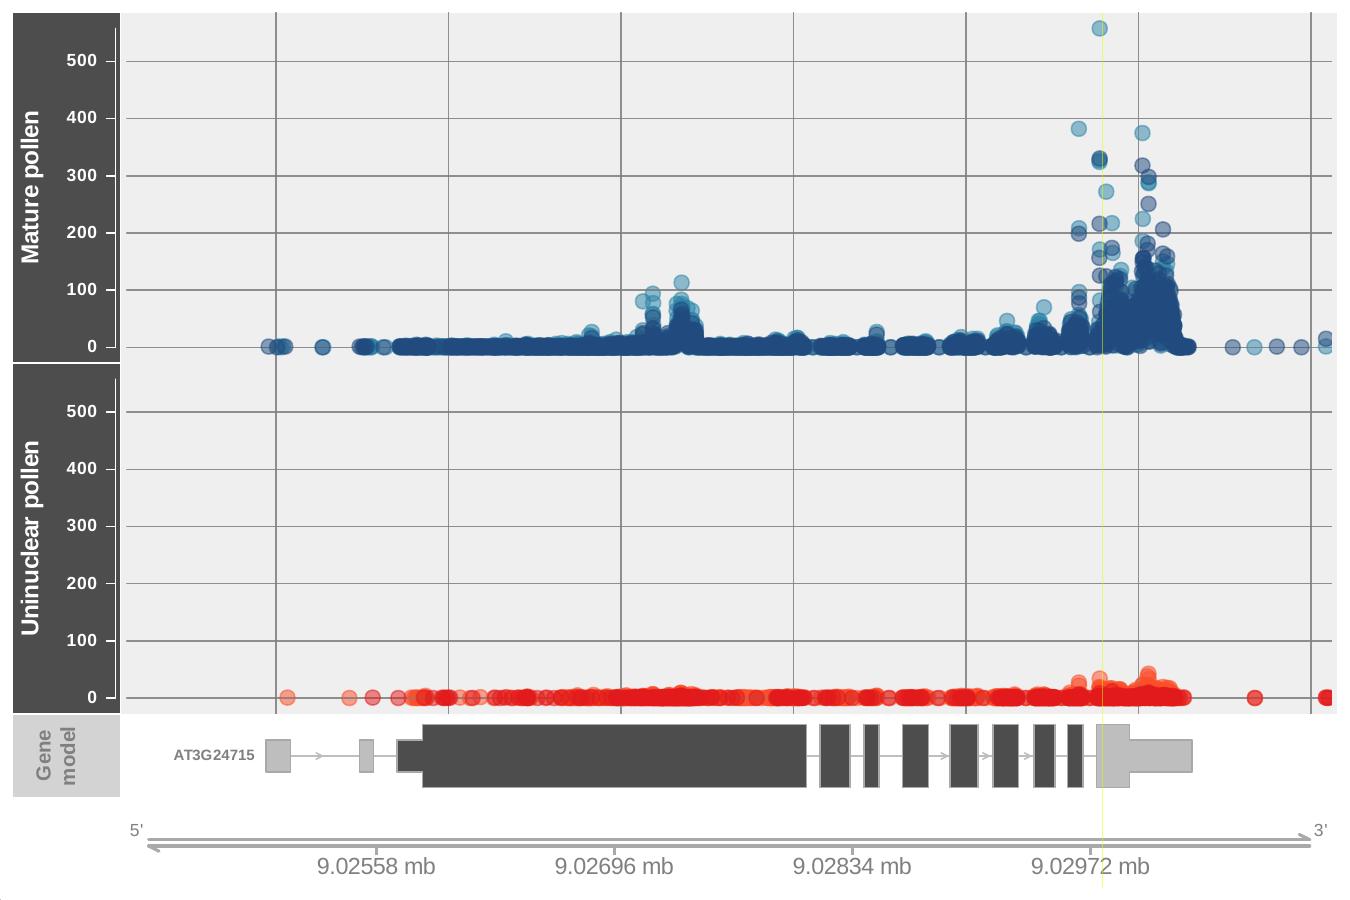 Mature pollen
500
400
300
200
100
0
Uninuclear pollen
500
400
300
200
100
0
Gene
model
AT3G24715
5'
3'
9.02558 mb
9.02696 mb
9.02834 mb
9.02972 mb